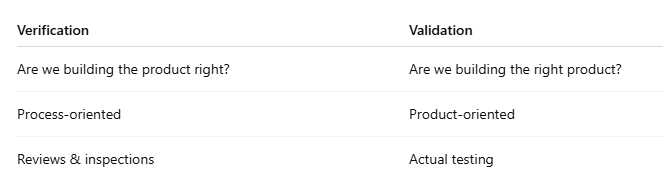 Verification Validation
Are we building the product right? Are we building the right product?
Process-oriented Product-oriented
Reviews & inspections Actual testing